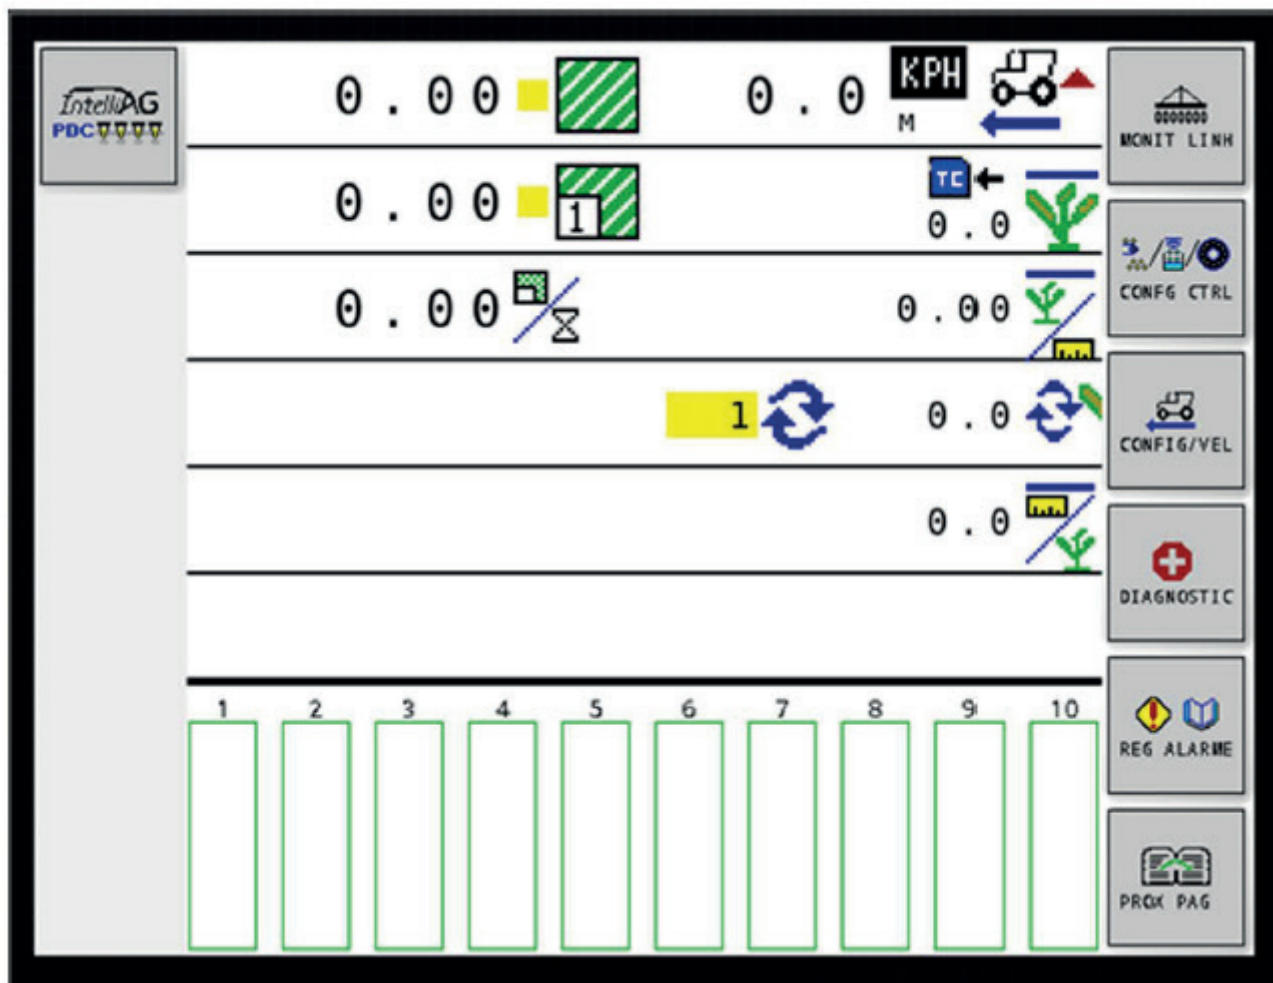 IntelliAG
PDC
0.00
0.0
KPH
M
0.00
1
TC
0.0
0.00
0.00
1
0.0
0.0
1 2 3 4 5 6 7 8 9 10
MONIT LINH
CONFG CTRL
CONFIG/VEL
DIAGNOSTIC
REG ALARME
PROX PAG